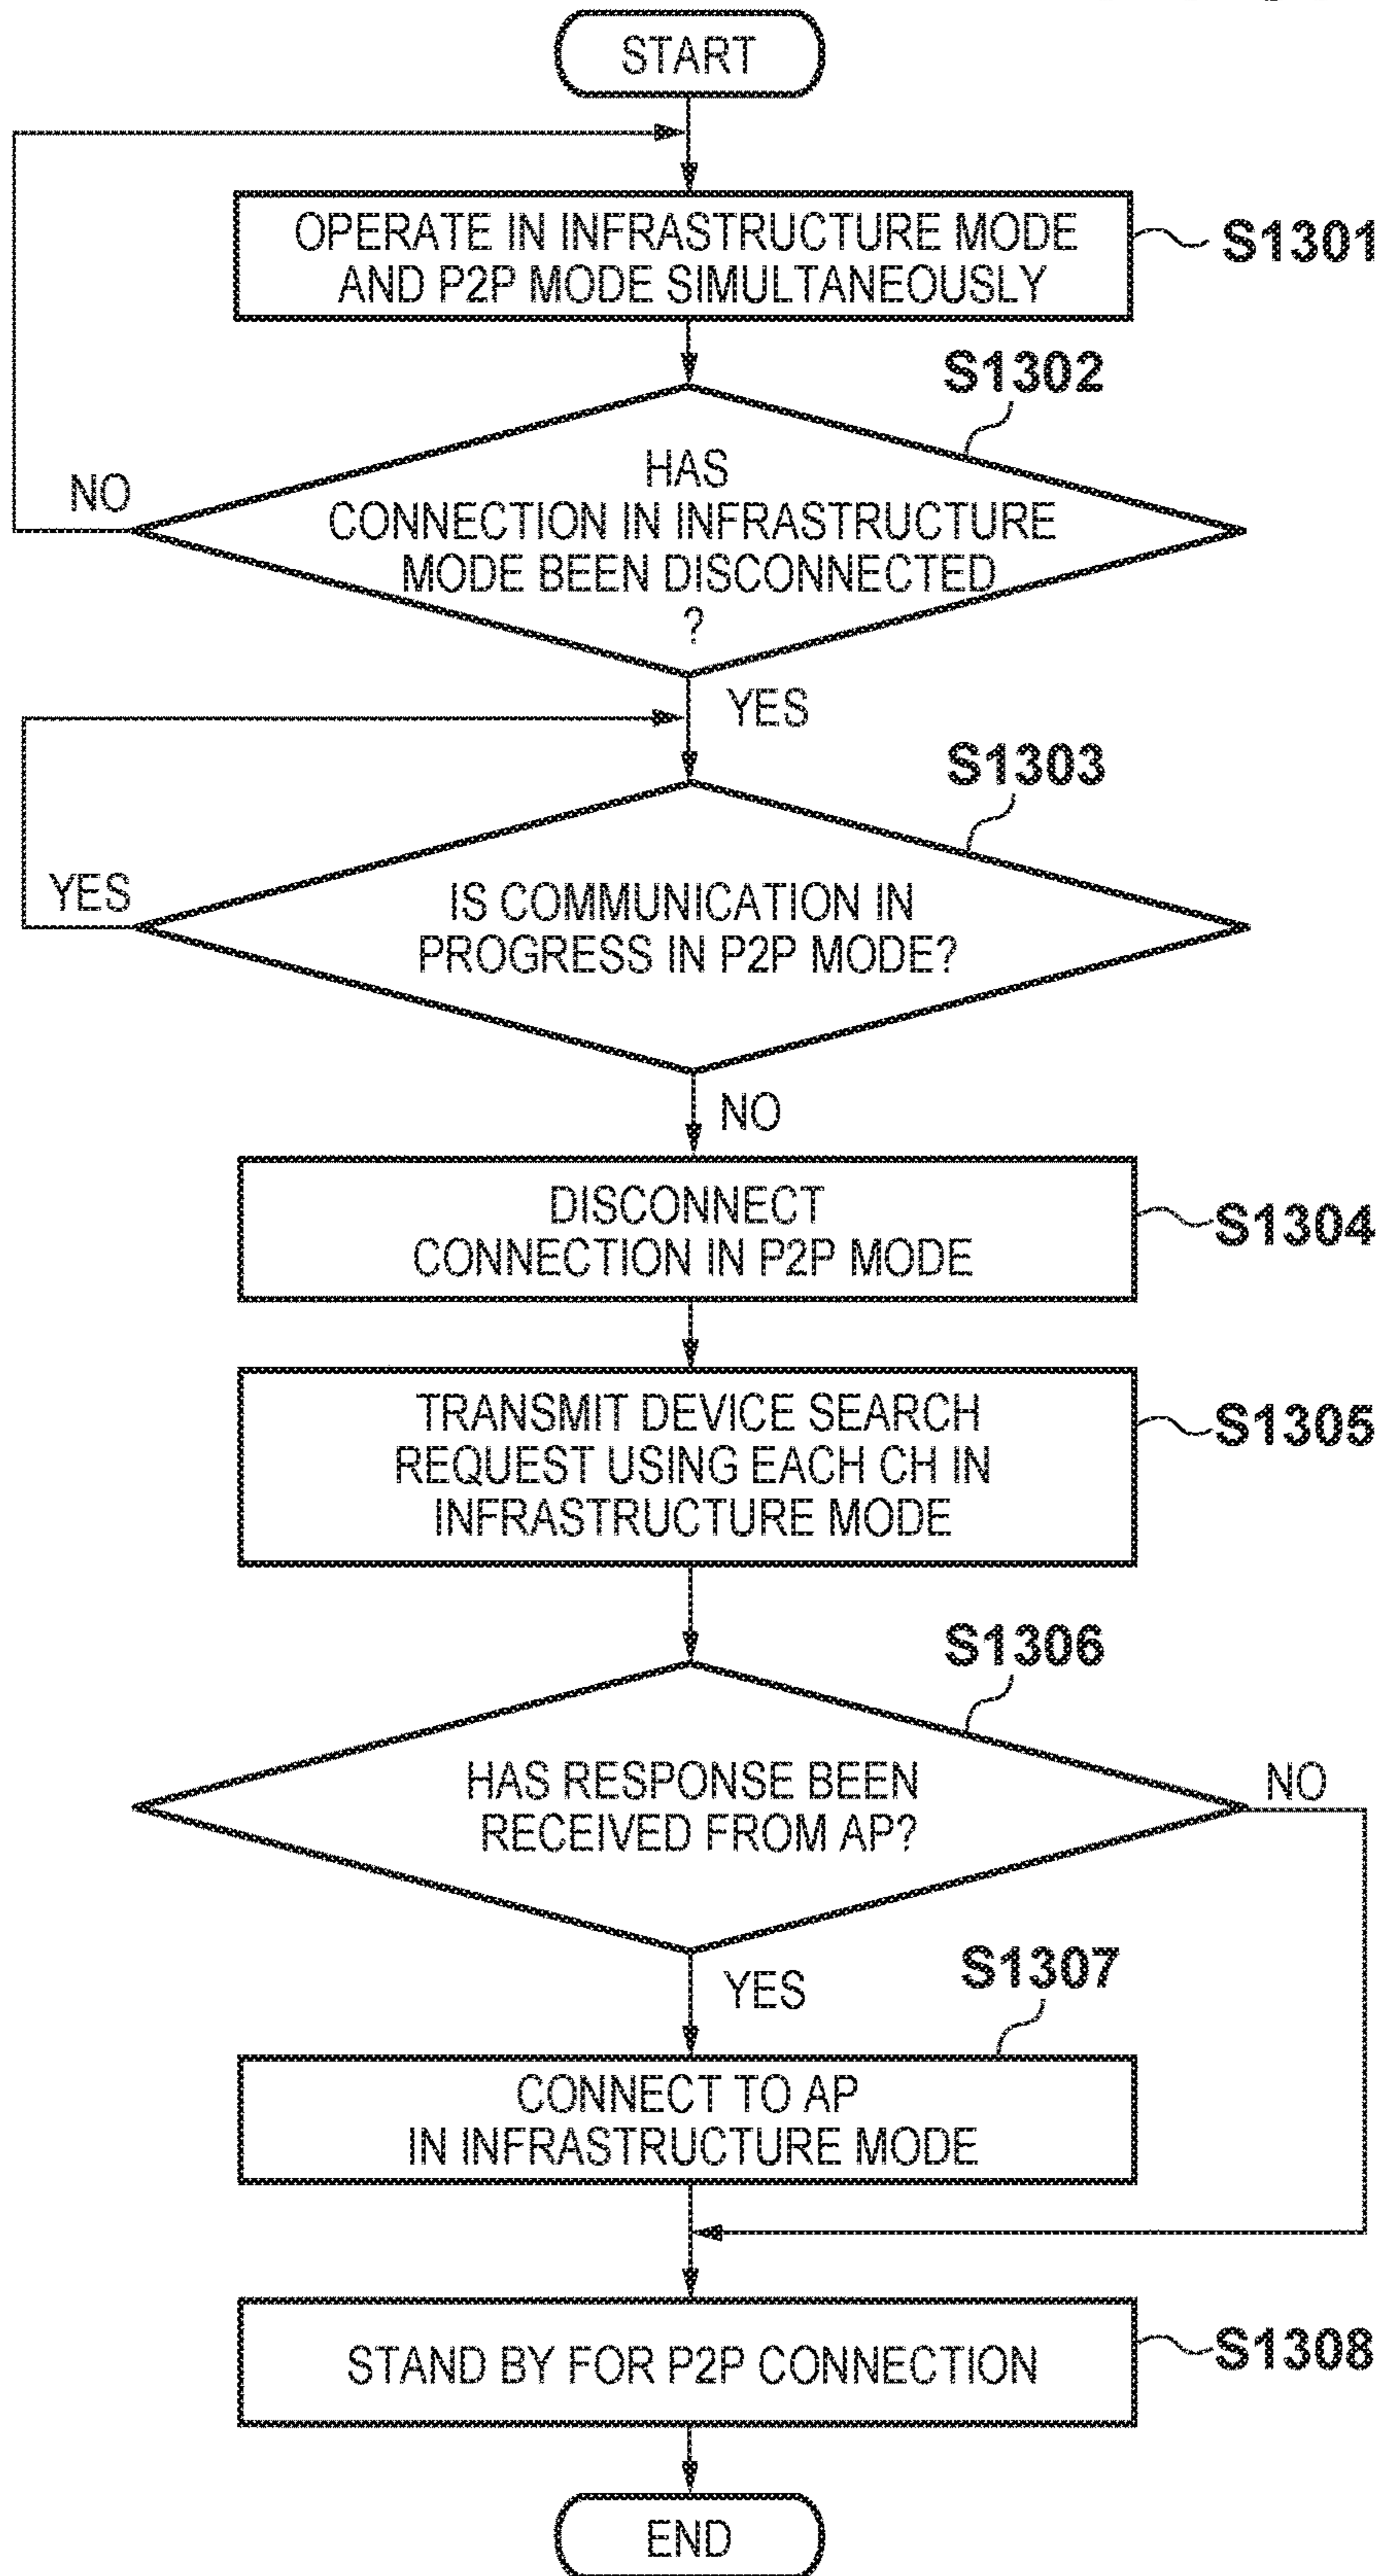 START
OPERATE IN INFRASTRUCTURE MODE
AND P2P MODE SIMULTANEOUSLY
S1301
S1302
HAS
CONNECTION IN INFRASTRUCTURE
MODE BEEN DISCONNECTED
?
NO
YES
S1303
IS COMMUNICATION IN
PROGRESS IN P2P MODE?
YES
NO
DISCONNECT
CONNECTION IN P2P MODE
S1304
TRANSMIT DEVICE SEARCH
REQUEST USING EACH CH IN
INFRASTRUCTURE MODE
S1305
S1306
HAS RESPONSE BEEN
RECEIVED FROM AP?
NO
YES
S1307
CONNECT TO AP
IN INFRASTRUCTURE MODE
STAND BY FOR P2P CONNECTION
S1308
END